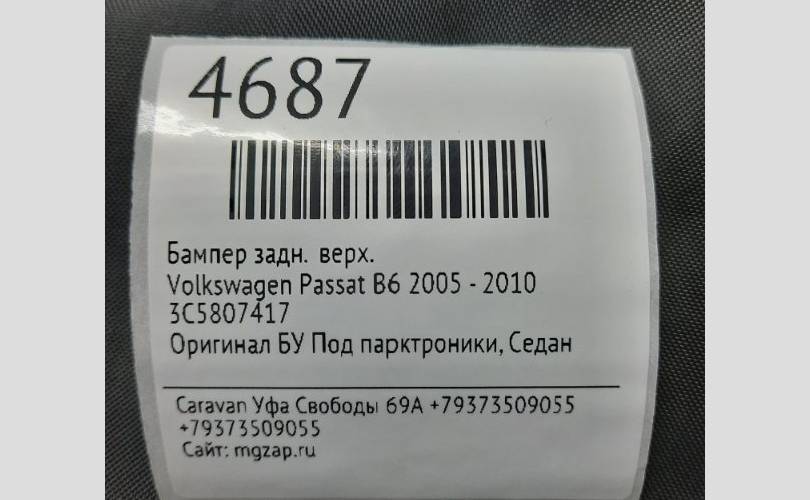 4687
Бампер задн. верх.
Volkswagen Passat B6 2005 - 2010
3C5807417
Оригинал БУ Под парктроники, Седан
Caravan Уфа Свободы 69А +79373509055
+79373509055
Сайт: mgzap.ru